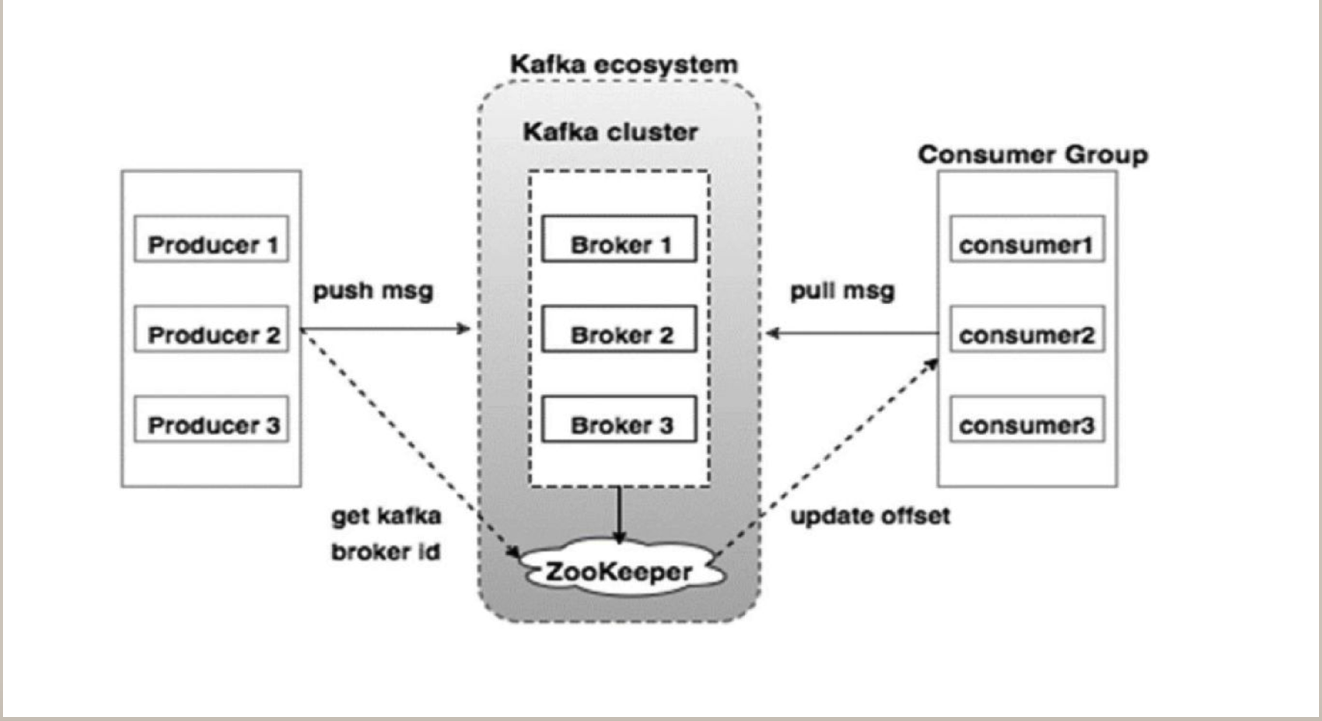 Kafka ecosystem
Kafka cluster
Consumer Group
Producer 1
Broker 1
consumer1
push msg
pull msg
Producer 2
Broker 2
consumer2
Producer 3
Broker 3
consumer3
get kafka
broker id
update offset
ZooKeeper